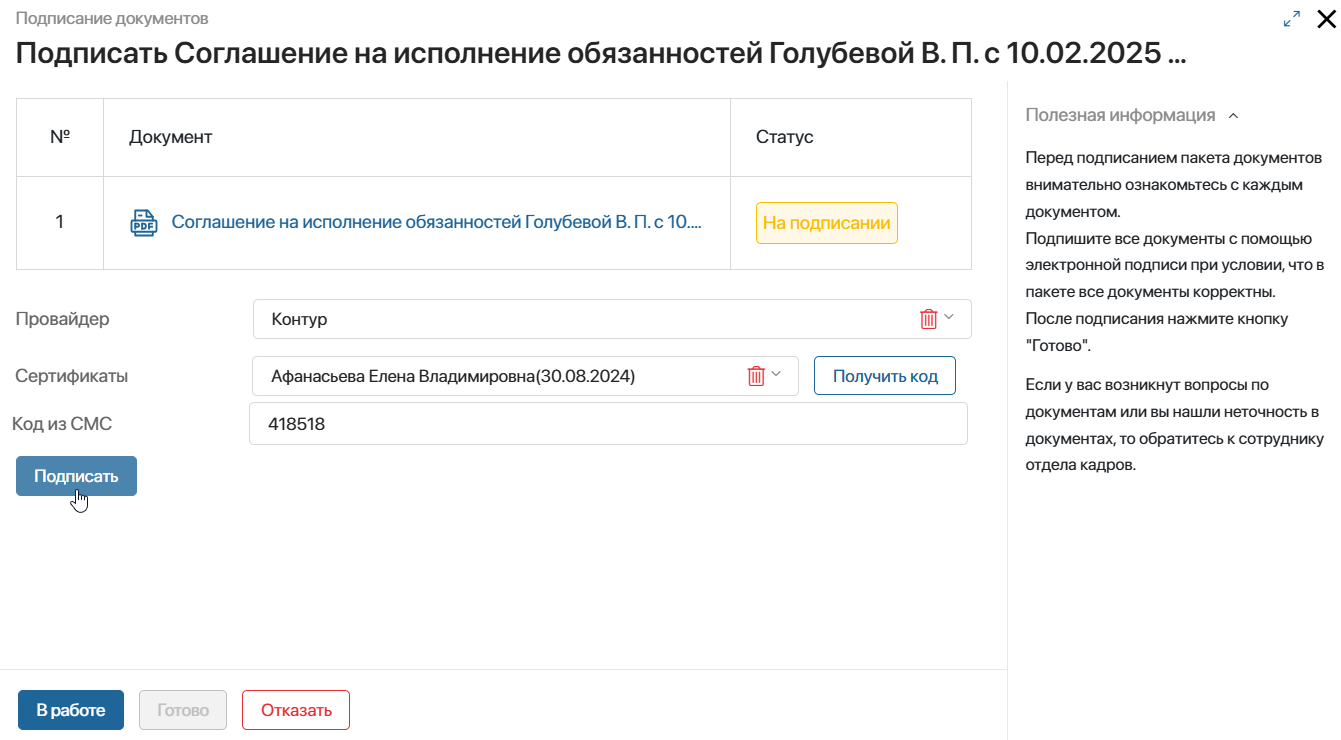 Подписание документов
Подписать Соглашение на исполнение обязанностей Голубевой В. П. с 10.02.2025 ...
№ Документ Статус
1 PDF Соглашение на исполнение обязанностей Голубевой В. П. с 10.... На подписании
Провайдер Контур
Сертификаты Афанасьева Елена Владимировна(30.08.2024) Получить код
Код из СМС 418518
Подписать
В работе Готово Отказать
Полезная информация
Перед подписанием пакета документов
внимательно ознакомьтесь с каждым
документом.
Подпишите все документы с помощью
электронной подписи при условии, что в
пакете все документы корректны.
После подписания нажмите кнопку
"Готово".
Если у вас возникнут вопросы по
документам или вы нашли неточность в
документах, то обратитесь к сотруднику
отдела кадров.